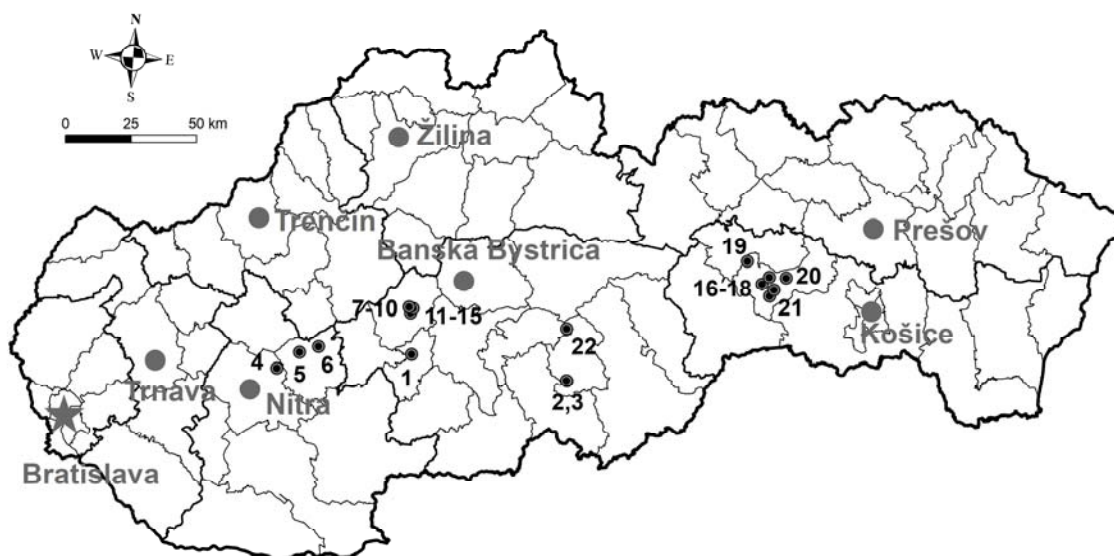 N
W E
S
0 25 50 km
Žilina
Trenčín
Banská Bystrica
Prešov
19
16-18
20
21
Košice
7-10
11-15
22
4
5
6
1
2,3
Trnava
Nitra
Bratislava